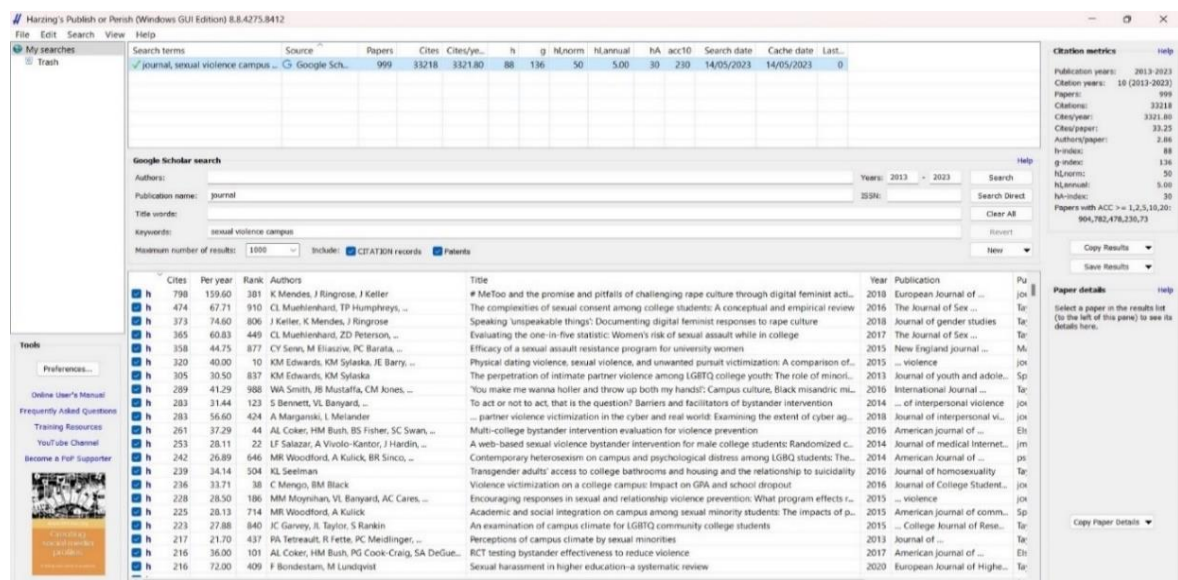 Harzing's Publish or Perish (Windows GUI Edition) 8.8.4275.8412
File Edit Search View Help
My searches
Trash
Search terms Source Papers Cites Cites/ye... h g hI,norm hI,annual hA acc10 Search date Cache date Last...
journal, sexual violence campus ... Google Sch... 999 33218 3321.80 88 136 50 5.00 30 230 14/05/2023 14/05/2023 0
Google Scholar search Help
Authors: Years: 2013 - 2023 Search
Publication name: journal ISSN: Search Direct
Title words: Clear All
Keywords: sexual violence campus Revert
Maximum number of results: 1000 Include: CITATION records Patents New
Cites Per year Rank Authors Title Year Publication Pu
h 798 159.60 381 K Mendes, J Ringrose, J Keller # MeToo and the promise and pitfalls of challenging rape culture through digital feminist acti... 2018 European Journal of ... jou
h 474 67.71 910 CL Muehlenhard, TP Humphreys, ... The complexities of sexual consent among college students: A conceptual and empirical review 2016 The Journal of Sex ... Tay
h 373 74.60 806 J Keller, K Mendes, J Ringrose Speaking 'unspeakable things': Documenting digital feminist responses to rape culture 2018 Journal of gender studies Tay
h 365 60.83 449 CL Muehlenhard, ZD Peterson, ... Evaluating the one-in-five statistic: Women's risk of sexual assault while in college 2017 The Journal of Sex ... Tay
h 358 44.75 877 CY Senn, M Eliasziw, PC Barata, ... Efficacy of a sexual assault resistance program for university women 2015 New England journal ... Ma
h 320 40.00 10 KM Edwards, KM Sylaska, JE Barry, ... Physical dating violence, sexual violence, and unwanted pursuit victimization: A comparison of... 2015 ... violence jou
h 305 30.50 837 KM Edwards, KM Sylaska The perpetration of intimate partner violence among LGBTQ college youth: The role of minori... 2013 Journal of youth and adole... Sp
h 289 41.29 988 WA Smith, JB Mustaffa, CM Jones, ... 'You make me wanna holler and throw up both my hands!': Campus culture, Black misandric mi... 2016 International Journal ... Tay
h 283 31.44 123 S Bennett, VL Banyard, ... To act or not to act, that is the question? Barriers and facilitators of bystander intervention 2014 ... of interpersonal violence jou
h 283 56.60 424 A Marganski, L Melander ... partner violence victimization in the cyber and real world: Examining the extent of cyber ag... 2018 Journal of interpersonal vi... jou
h 261 37.29 44 AL Coker, HM Bush, BS Fisher, SC Swan, ... Multi-college bystander intervention evaluation for violence prevention 2016 American journal of ... Els
h 253 28.11 22 LF Salazar, A Vivolo-Kantor, J Hardin, ... A web-based sexual violence bystander intervention for male college students: Randomized c... 2014 Journal of medical Internet... jm
h 242 26.89 646 MR Woodford, A Kulick, BR Sinco, ... Contemporary heterosexism on campus and psychological distress among LGBQ students: The... 2014 American Journal of ... ps
h 239 34.14 504 KL Seelman Transgender adults' access to college bathrooms and housing and the relationship to suicidality 2016 Journal of homosexuality Tay
h 236 33.71 38 C Mengo, BM Black Violence victimization on a college campus: Impact on GPA and school dropout 2016 Journal of College Student... jou
h 228 28.50 186 MM Moynihan, VL Banyard, AC Cares, ... Encouraging responses in sexual and relationship violence prevention: What program effects r... 2015 ... violence jou
h 225 28.13 714 MR Woodford, A Kulick Academic and social integration on campus among sexual minority students: The impacts of p... 2015 American journal of comm... Sp
h 223 27.88 840 JC Garvey, JL Taylor, S Rankin An examination of campus climate for LGBTQ community college students 2015 ... College Journal of Rese... Tay
h 217 21.70 437 PA Tetreault, R Fette, PC Meidlinger, ... Perceptions of campus climate by sexual minorities 2013 Journal of ... Tay
h 216 36.00 101 AL Coker, HM Bush, PG Cook-Craig, SA DeGue... RCT testing bystander effectiveness to reduce violence 2017 American journal of ... Els
h 216 72.00 409 F Bondestam, M Lundqvist Sexual harassment in higher education–a systematic review 2020 European Journal of Highe... Tay
Tools
Preferences...
Online User's Manual
Frequently Asked Questions
Training Resources
YouTube Channel
Become a PoP Supporter
Citation metrics Help
Publication years: 2013-2023
Citation years: 10 (2013-2023)
Papers: 999
Citations: 33218
Cites/year: 3321.80
Cites/paper: 33.25
Authors/paper: 2.86
h-index: 88
g-index: 136
hI,norm: 50
hI,annual: 5.00
hA-index: 30
Papers with ACC >= 1,2,5,10,20:
904,782,478,230,73
Copy Results
Save Results
Paper details Help
Select a paper in the results list
(to the left of this pane) to see its
details here.
Copy Paper Details